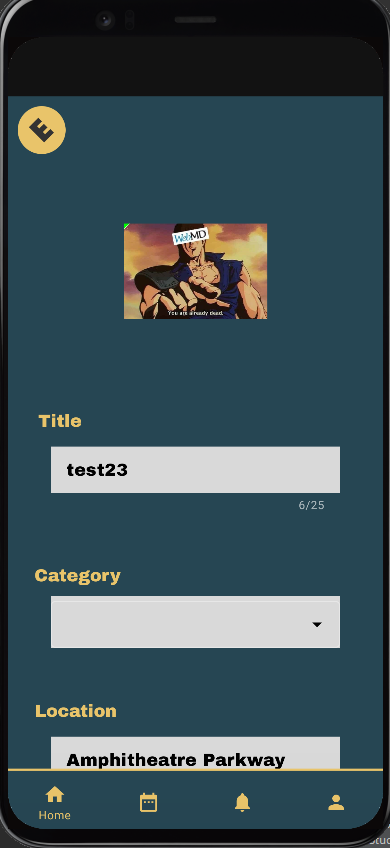 E
WebMD
You are already dead.
Title
test23
6/25
Category
Location
Amphitheatre Parkway
Home